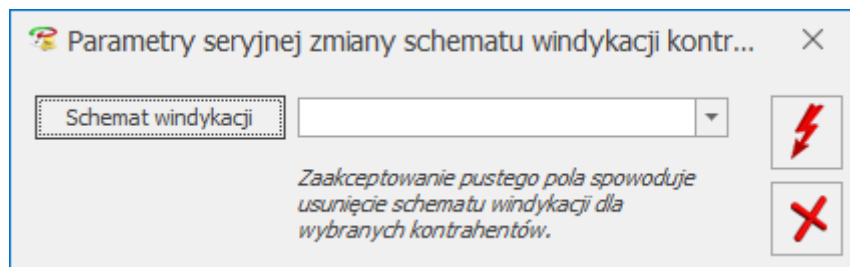 Parametry seryjnej zmiany schematu windykacji kontr...
Schemat windykacji
Zaakceptowanie pustego pola spowoduje
usunięcie schematu windykacji dla
wybranych kontrahentów.